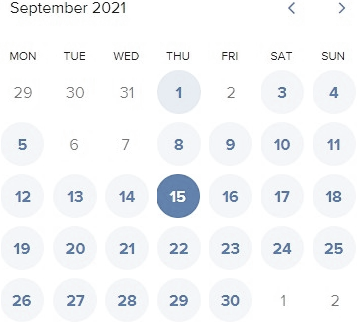 September 2021
MON TUE WED THU FRI SAT SUN
29 30 31 1 2 3 4
5 6 7 8 9 10 11
12 13 14 15 16 17 18
19 20 21 22 23 24 25
26 27 28 29 30 1 2